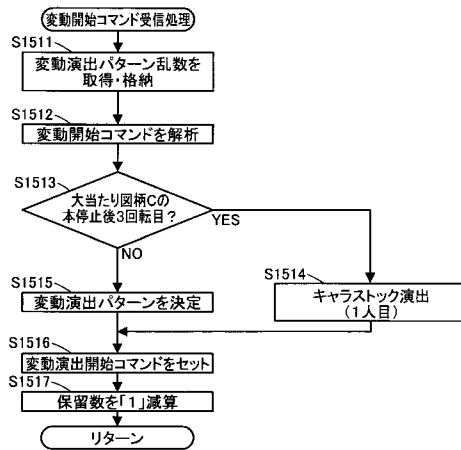 変動開始コマンド受信処理
S1511
変動演出パターン乱数を
取得・格納
S1512
変動開始コマンドを解析
S1513
大当たり図柄Cの
本停止後3回転目？
YES
NO
S1514
キャラストック演出
（1人目）
S1515
変動演出パターンを決定
S1516
変動演出開始コマンドをセット
S1517
保留数を「1」減算
リターン